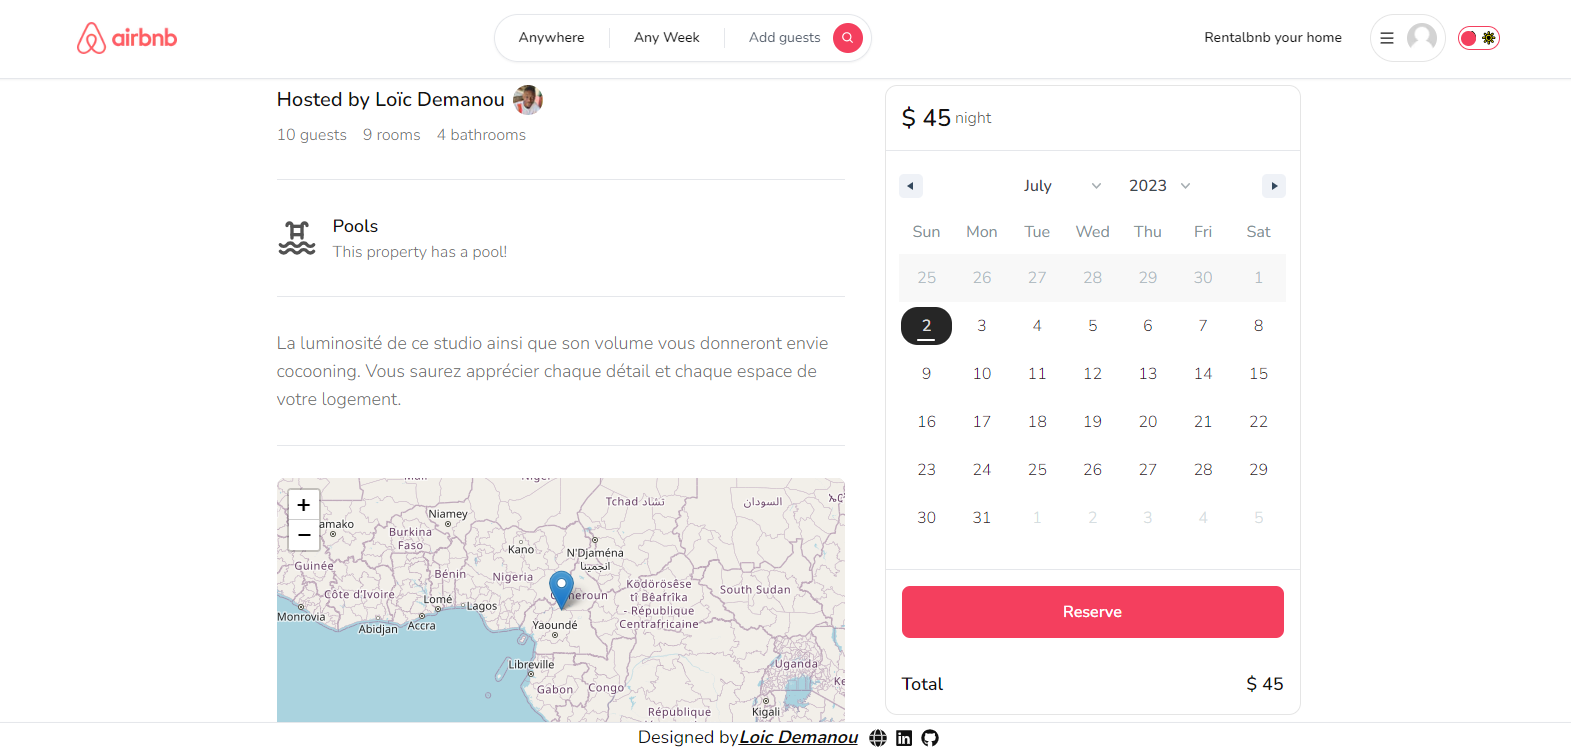 airbnb
Anywhere
Any Week
Add guests
Rentalbnb your home
Hosted by Loïc Demanou
10 guests 9 rooms 4 bathrooms
Pools
This property has a pool!
La luminosité de ce studio ainsi que son volume vous donneront envie
cocooning. Vous saurez apprécier chaque détail et chaque espace de
votre logement.
+
−
Niamey
Burkina
Faso
Guinée
Côte d'Ivoire
Monrovia
Abidjan
Accra
Lomé
Lagos
Bénin
Kano
Nigeria
N'Djaména
انجمينا
Tchad تشاد
السودان
Yaoundé
Ködörösêse
tî Bêafrîka
- République
Centrafricaine
South Sudan
Libreville
Gabon
Congo
Uganda
Kigali
République
$ 45 night
July 2023
Sun Mon Tue Wed Thu Fri Sat
25 26 27 28 29 30 1
2 3 4 5 6 7 8
9 10 11 12 13 14 15
16 17 18 19 20 21 22
23 24 25 26 27 28 29
30 31 1 2 3 4 5
Reserve
Total $ 45
Designed by Loic Demanou